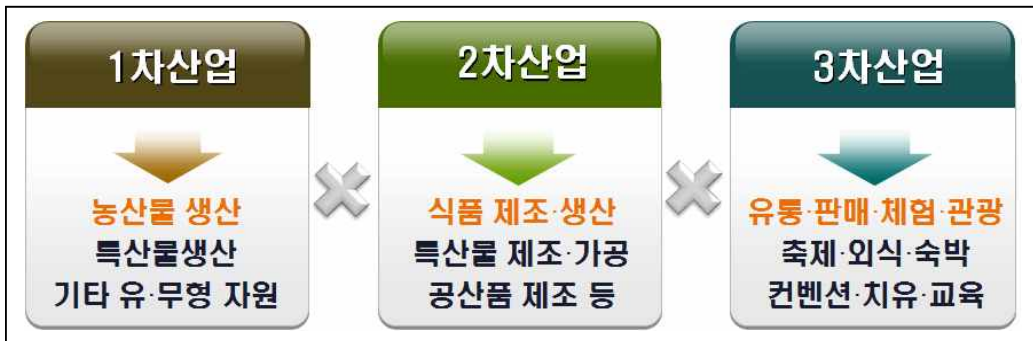 1차산업
농산물 생산
특산물생산
기타 유·무형 자원
2차산업
식품 제조·생산
특산물 제조·가공
공산품 제조 등
3차산업
유통·판매·체험·관광
축제·외식·숙박
컨벤션·치유·교육